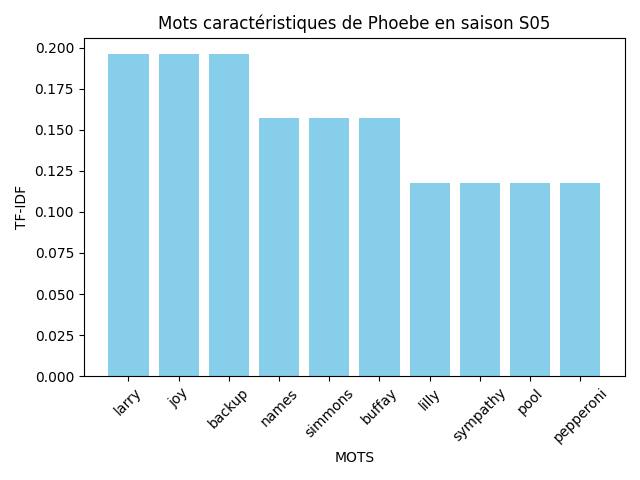 Mots caractéristiques de Phoebe en saison S05
TF-IDF
0.200
0.175
0.150
0.125
0.100
0.075
0.050
0.025
0.000
larry
joy
backup
names
simmons
buffay
lilly
sympathy
pool
pepperoni
MOTS